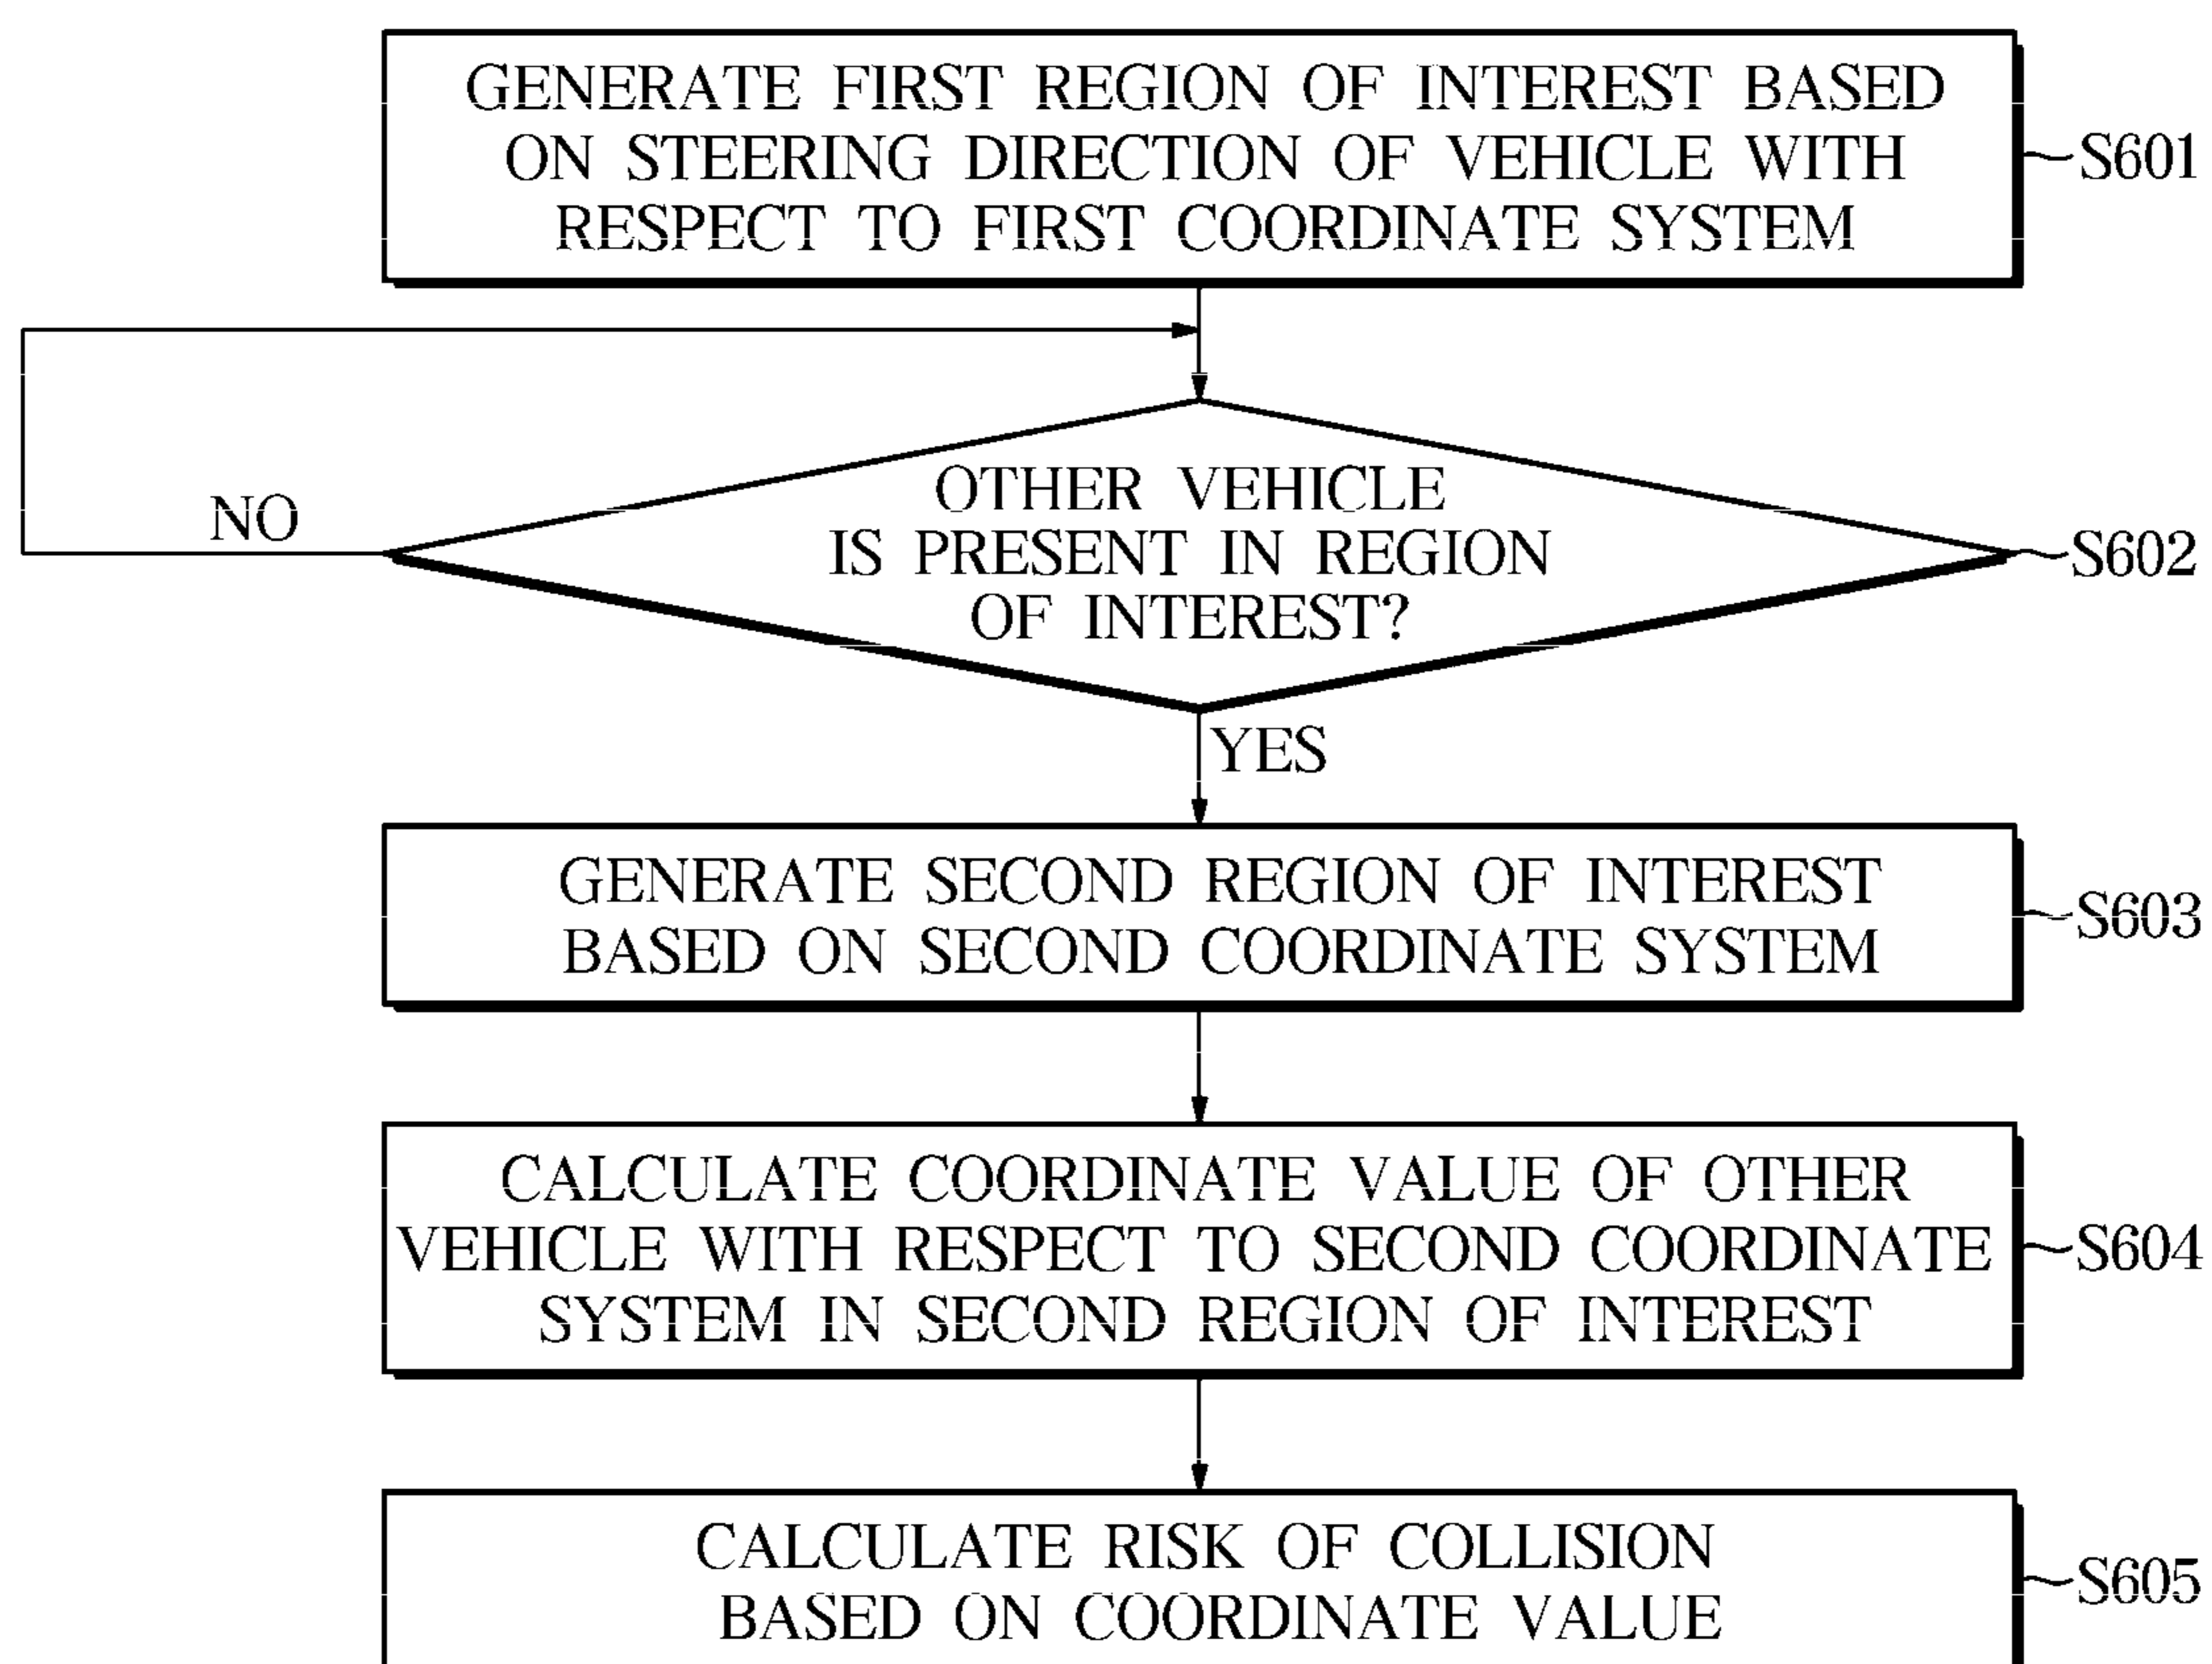 GENERATE FIRST REGION OF INTEREST BASED
ON STEERING DIRECTION OF VEHICLE WITH
RESPECT TO FIRST COORDINATE SYSTEM
S601
OTHER VEHICLE
IS PRESENT IN REGION
OF INTEREST?
S602
NO
YES
GENERATE SECOND REGION OF INTEREST
BASED ON SECOND COORDINATE SYSTEM
S603
CALCULATE COORDINATE VALUE OF OTHER
VEHICLE WITH RESPECT TO SECOND COORDINATE
SYSTEM IN SECOND REGION OF INTEREST
S604
CALCULATE RISK OF COLLISION
BASED ON COORDINATE VALUE
S605